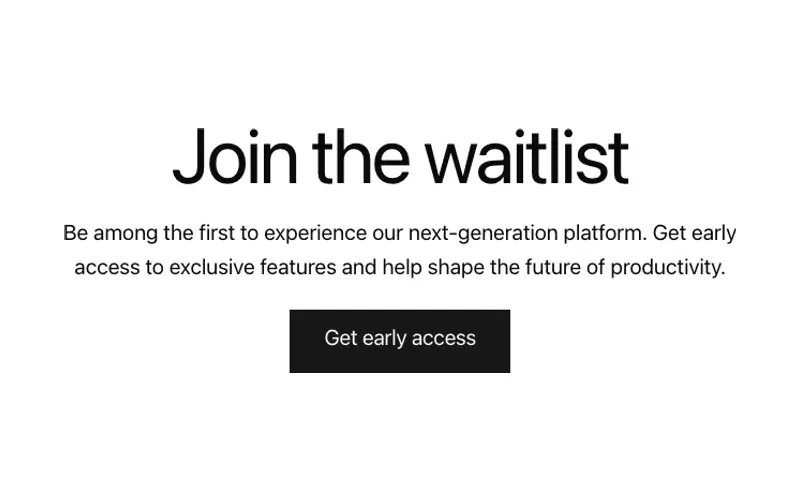 Join the waitlist
Be among the first to experience our next-generation platform. Get early
access to exclusive features and help shape the future of productivity.
Get early access